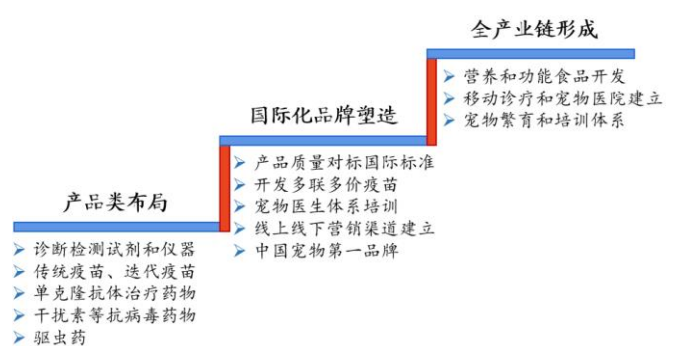 产品类布局
诊断检测试剂和仪器
传统疫苗、迭代疫苗
单克隆抗体治疗药物
干扰素等抗病毒药物
驱虫药
国际化品牌塑造
产品质量对标国际标准
开发多联多价疫苗
宠物医生体系培训
线上线下营销渠道建立
中国宠物第一品牌
全产业链形成
营养和功能食品开发
移动诊疗和宠物医院建立
宠物繁育和培训体系